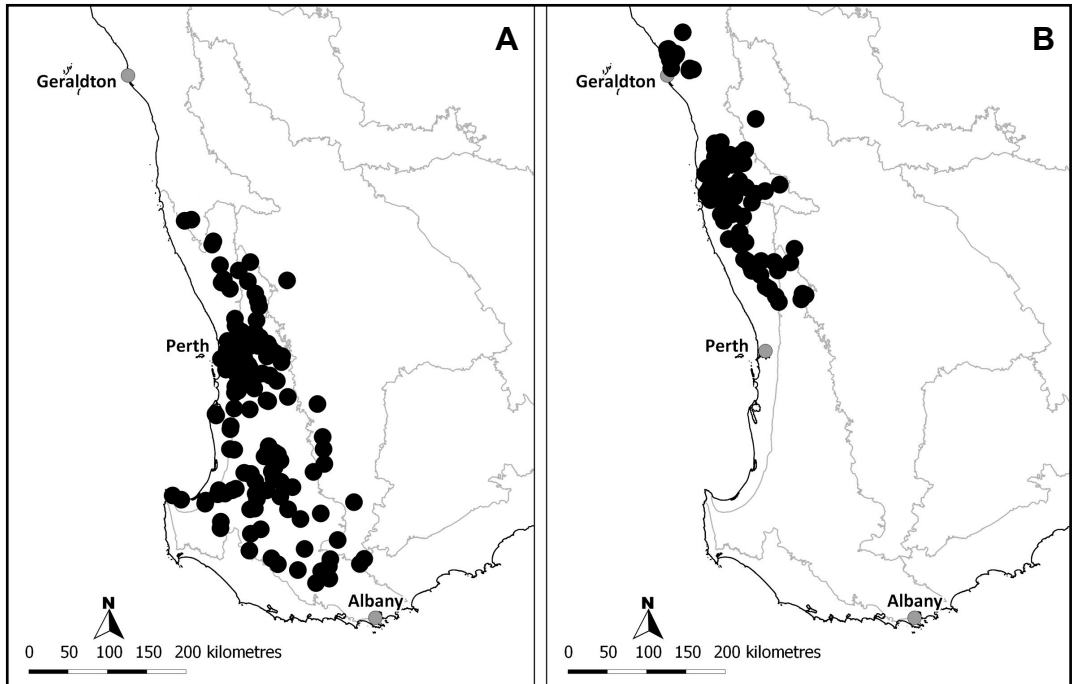 A
Geraldton
Perth
Albany
N
0 50 100 150 200 kilometres
B
Geraldton
Perth
Albany
N
0 50 100 150 200 kilometres